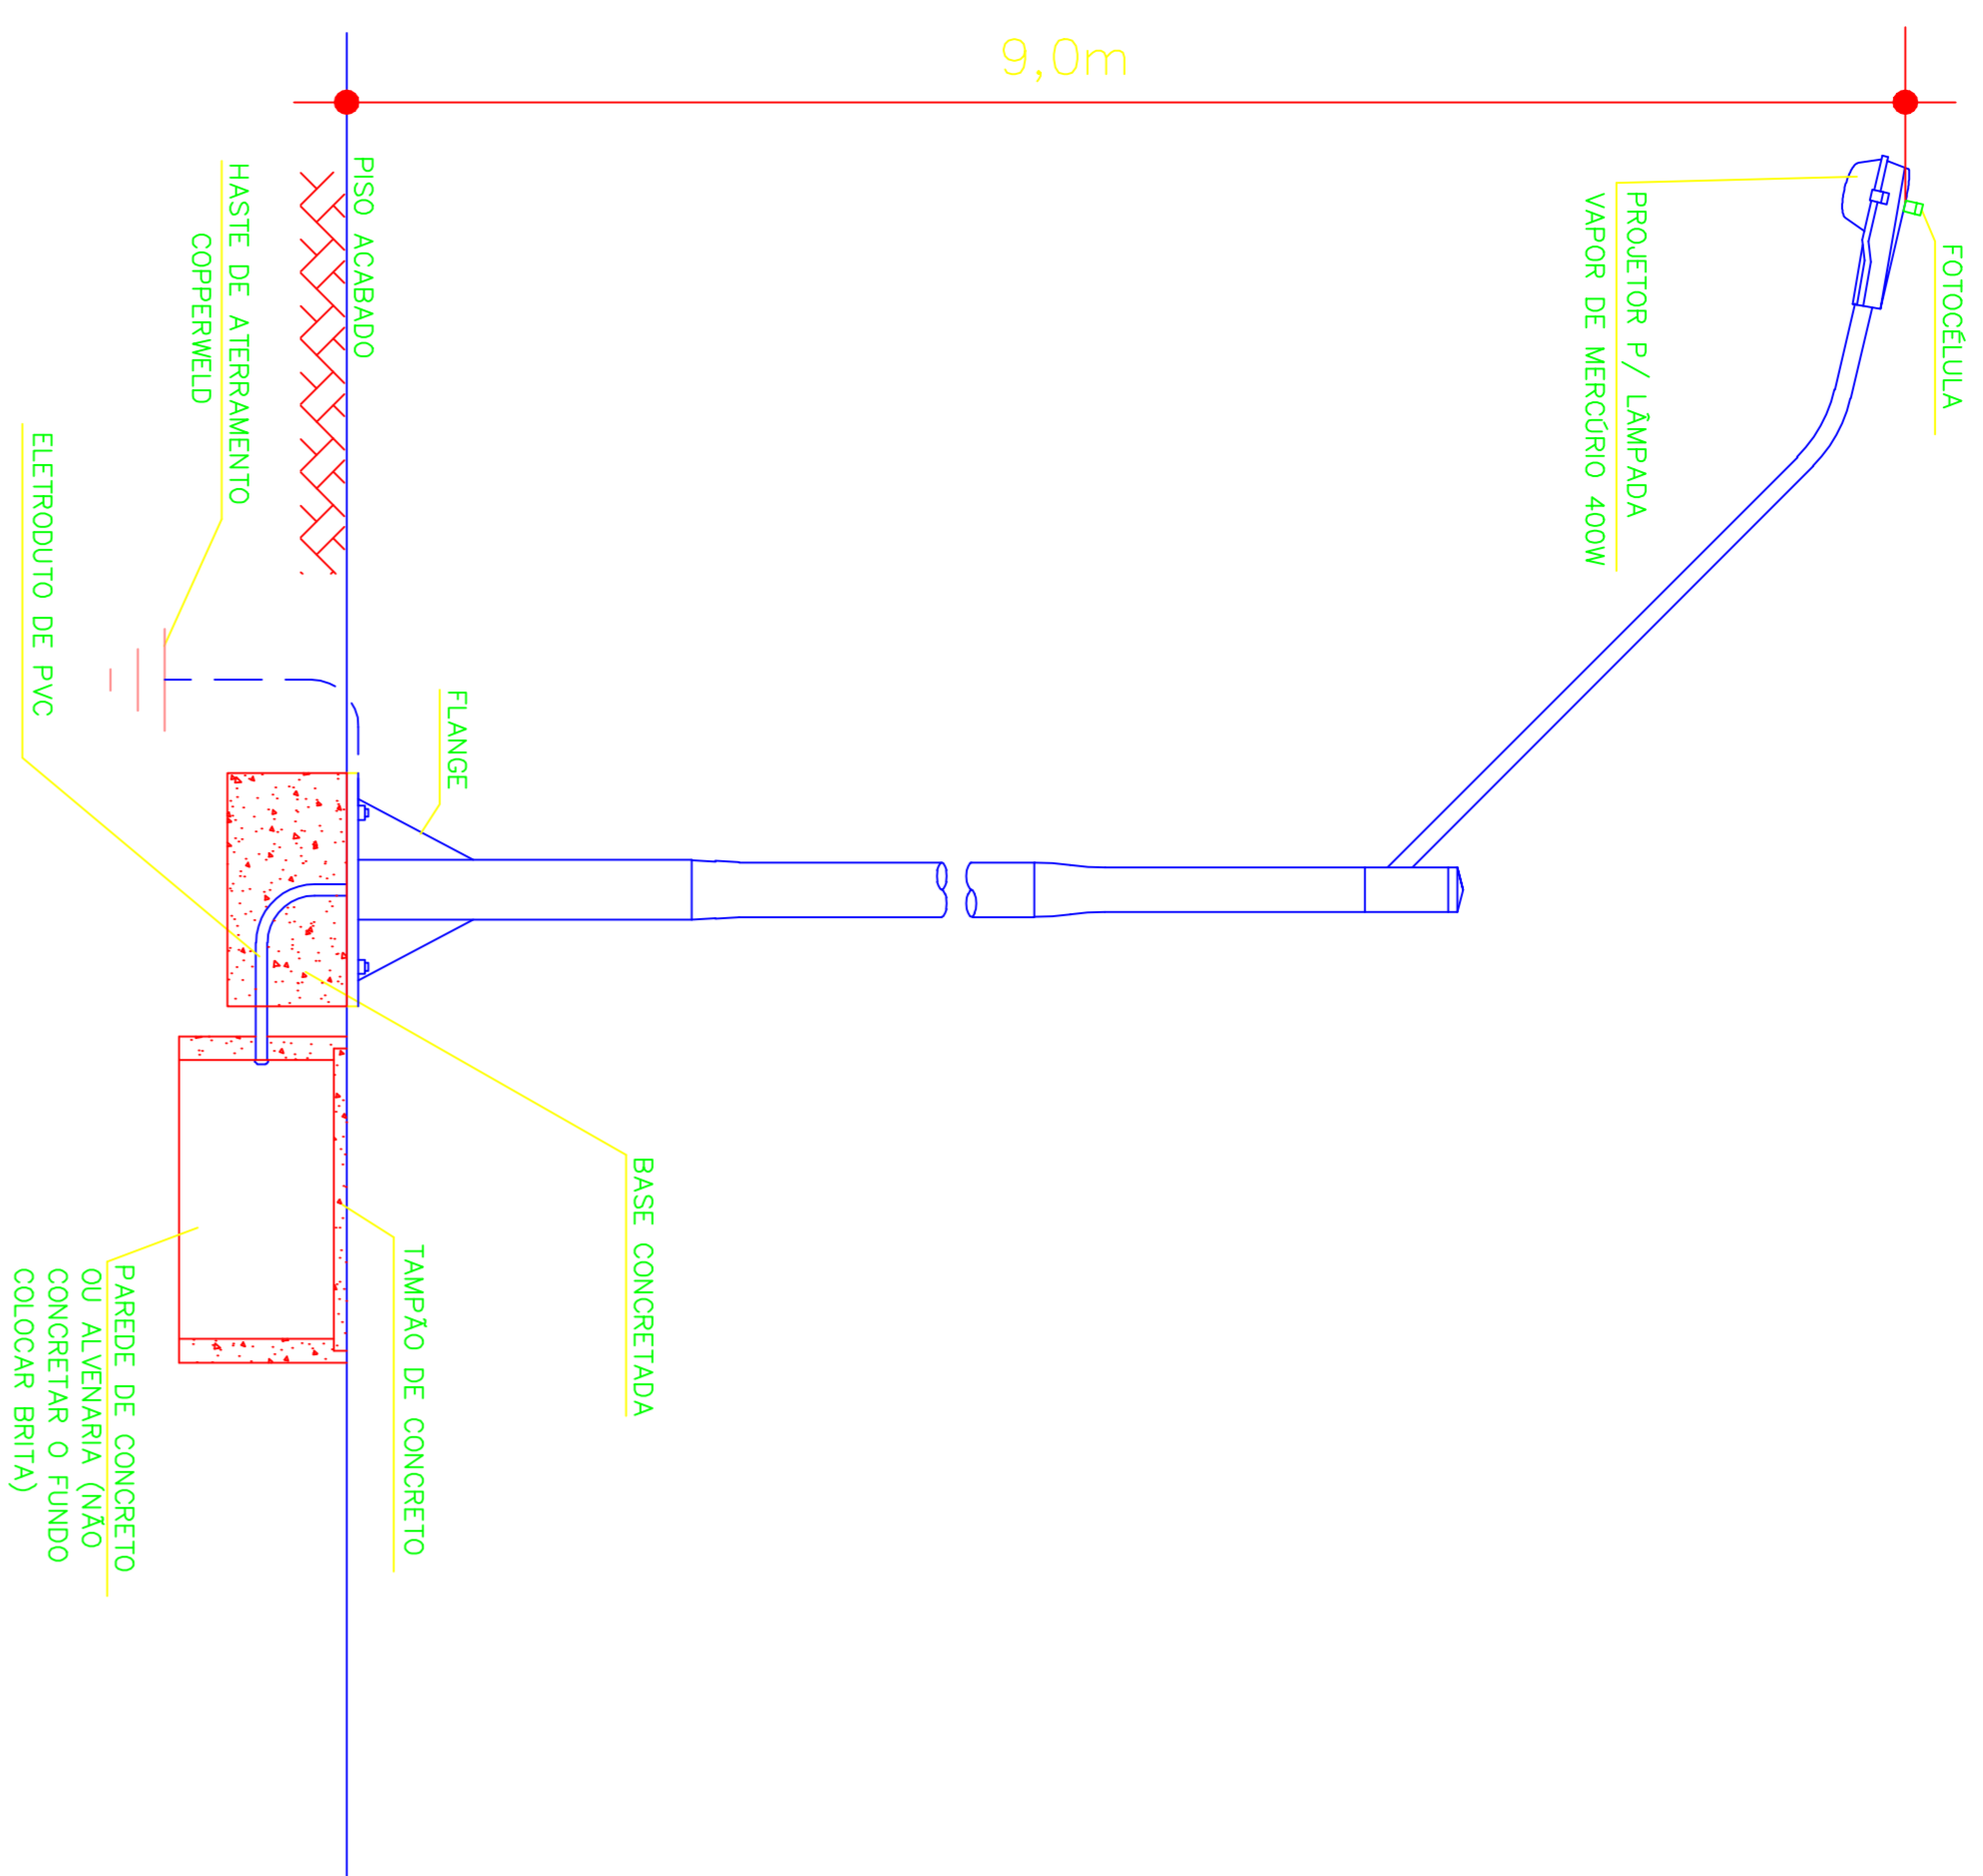 9,0m
FOTOCÉLULA
PROJETOR P/ LÂMPADA
VAPOR DE MERCÚRIO 400W
FLANGE
BASE CONCRETADA
TAMPÃO DE CONCRETO
PISO ACABADO
HASTE DE ATERRAMENTO
COPPERWELD
ELETRODUTO DE PVC
PAREDE DE CONCRETO
OU ALVENARIA (NÃO
CONCRETAR O FUNDO
COLOCAR BRITA)